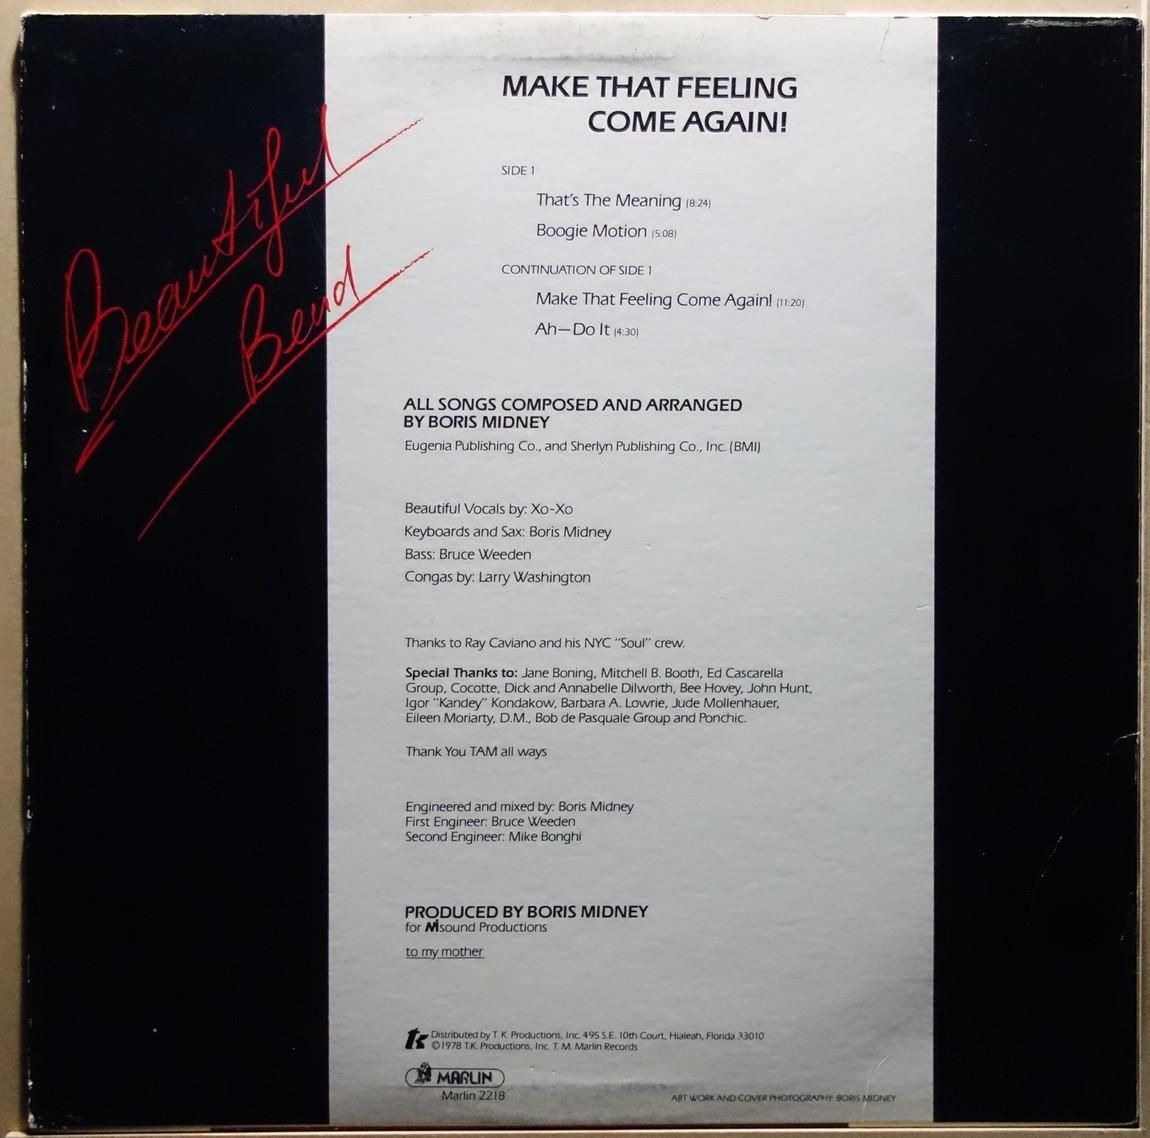 Beautiful
Bend
MAKE THAT FEELING
COME AGAIN!
SIDE 1
That's The Meaning (8:24)
Boogie Motion (5:08)
CONTINUATION OF SIDE 1
Make That Feeling Come Again! (11:20)
Ah—Do It (4:30)
ALL SONGS COMPOSED AND ARRANGED
BY BORIS MIDNEY
Eugenia Publishing Co., and Sherlyn Publishing Co., Inc. (BMI)
Beautiful Vocals by: Xo-Xo
Keyboards and Sax: Boris Midney
Bass: Bruce Weeden
Congas by: Larry Washington
Thanks to Ray Caviano and his NYC "Soul" crew.
Special Thanks to: Jane Boning, Mitchell B. Booth, Ed Cascarella
Group, Cocotte, Dick and Annabelle Dilworth, Bee Hovey, John Hunt,
Igor "Kandey" Kondakow, Barbara A. Lowrie, Jude Mollenhauer,
Eileen Moriarty, D.M., Bob de Pasquale Group and Ponchic.
Thank You TAM all ways
Engineered and mixed by: Boris Midney
First Engineer: Bruce Weeden
Second Engineer: Mike Bonghi
PRODUCED BY BORIS MIDNEY
for Msound Productions
to my mother
TK Distributed by T. K. Productions, Inc. 495 S.E. 10th Court, Hialeah, Florida 33010
©1978 T.K. Productions, Inc. T. M. Marlin Records
MARLIN
Marlin 2218
ART WORK AND COVER PHOTOGRAPHY: BORIS MIDNEY